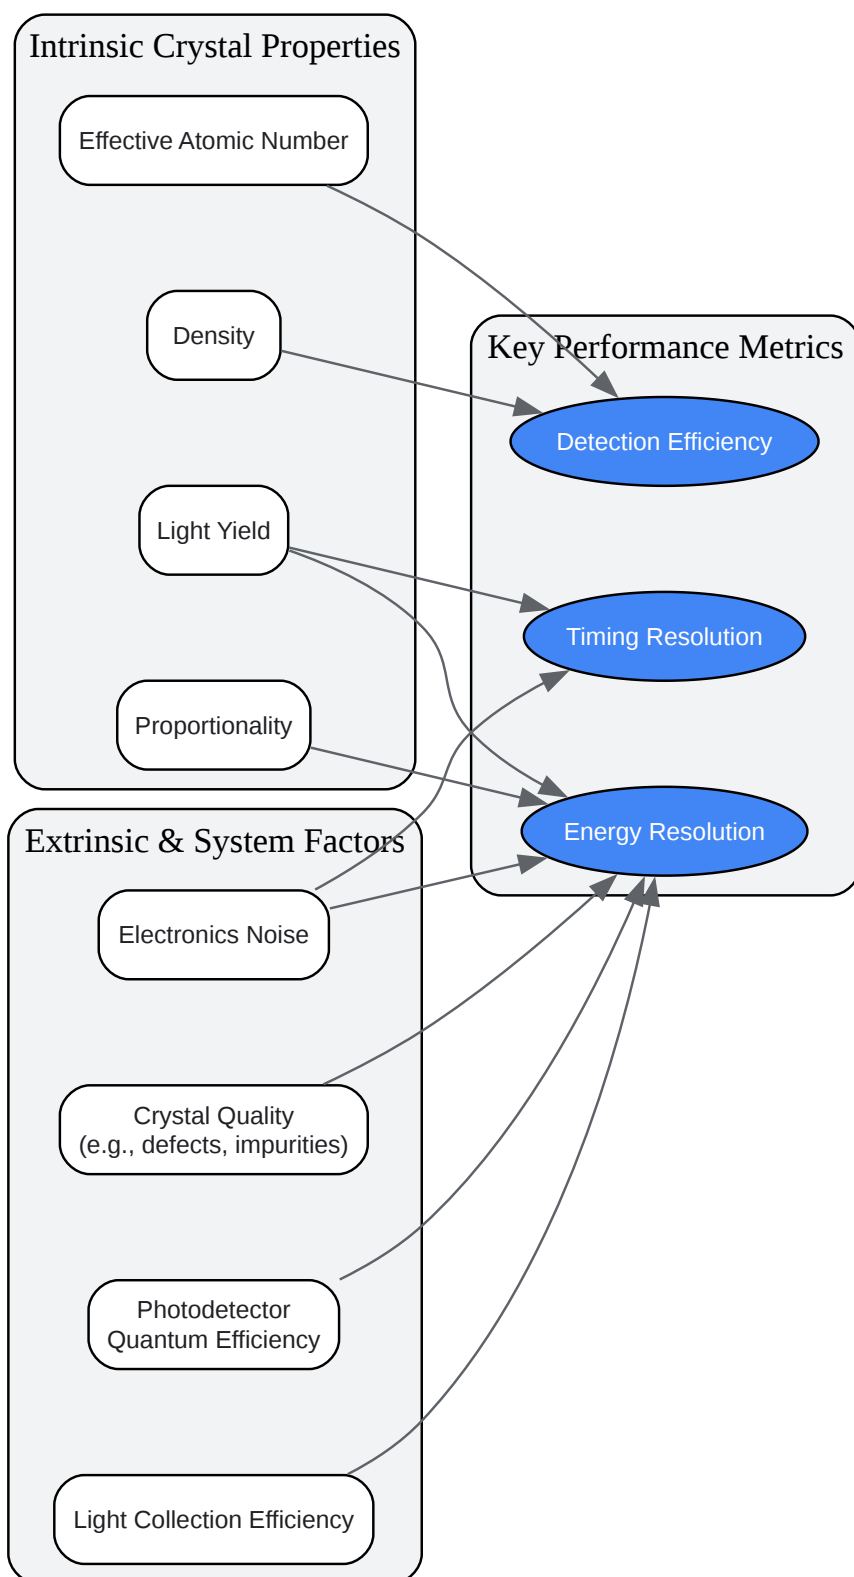 Intrinsic Crystal Properties
Effective Atomic Number
Density
Light Yield
Proportionality
Key Performance Metrics
Detection Efficiency
Timing Resolution
Energy Resolution
Extrinsic & System Factors
Electronics Noise
Crystal Quality
(e.g., defects, impurities)
Photodetector
Quantum Efficiency
Light Collection Efficiency